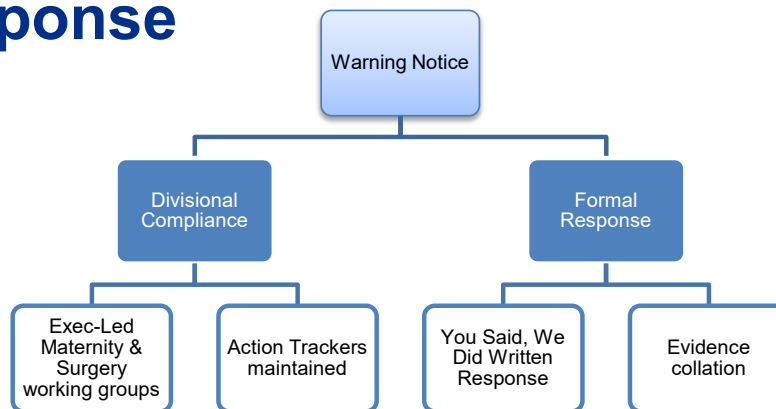 ponse
Warning Notice
Divisional
Compliance
Formal
Response
Exec-Led
Maternity &
Surgery
working groups
Action Trackers
maintained
You Said, We
Did Written
Response
Evidence
collation